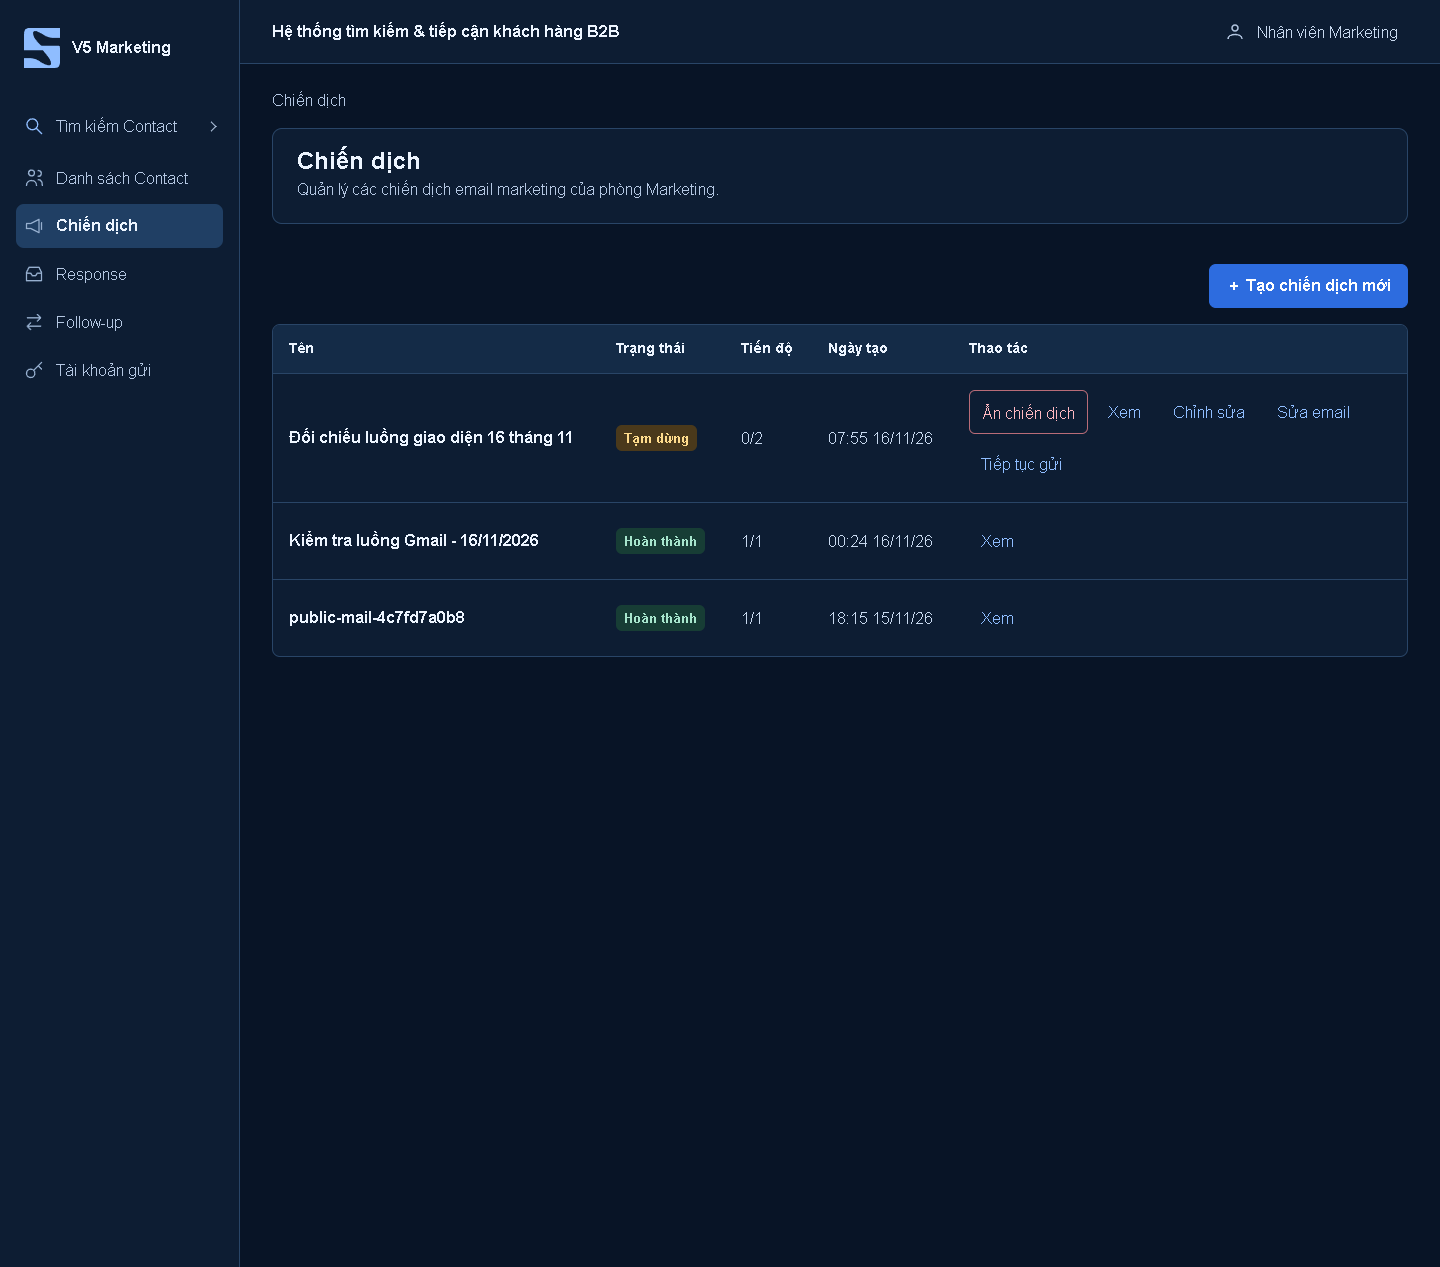 V5 Marketing
Tìm kiếm Contact
Danh sách Contact
Chiến dịch
Response
Follow-up
Tài khoản gửi
Hệ thống tìm kiếm & tiếp cận khách hàng B2B
Nhân viên Marketing
Chiến dịch
Chiến dịch
Quản lý các chiến dịch email marketing của phòng Marketing.
+ Tạo chiến dịch mới
Tên Trạng thái Tiến độ Ngày tạo Thao tác
Đối chiếu luồng giao diện 16 tháng 11 Tạm dừng 0/2 07:55 16/11/26 Ẩn chiến dịch Xem Chỉnh sửa Sửa email
Tiếp tục gửi
Kiểm tra luồng Gmail - 16/11/2026 Hoàn thành 1/1 00:24 16/11/26 Xem
public-mail-4c7fd7a0b8 Hoàn thành 1/1 18:15 15/11/26 Xem